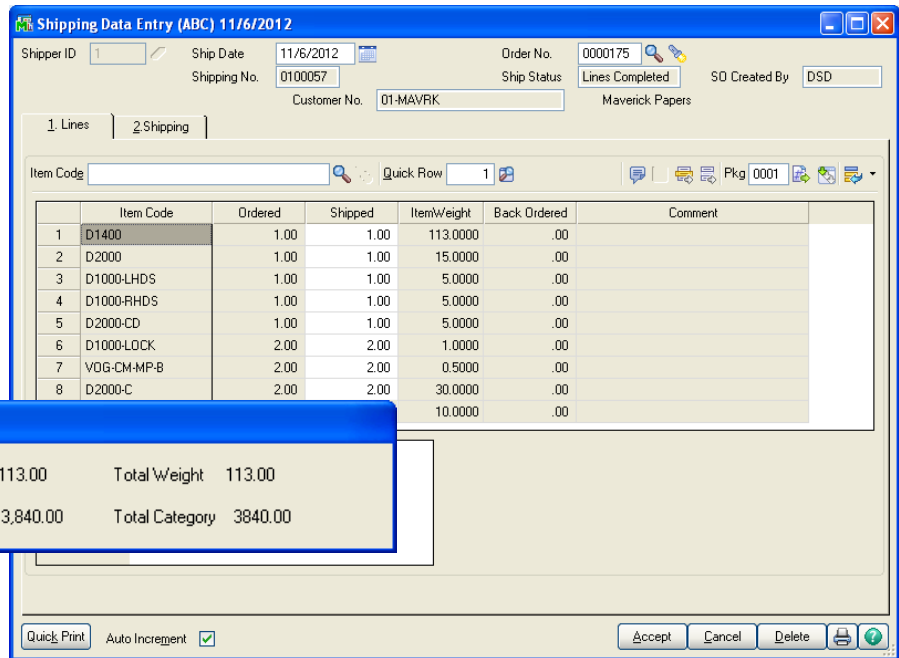 Shipping Data Entry (ABC) 11/6/2012
Shipper ID 1 Ship Date 11/6/2012 Order No. 0000175
Shipping No. 0100057 Ship Status Lines Completed SO Created By DSD
Customer No. 01-MAVRK Maverick Papers
1. Lines 2.Shipping
Item Code Quick Row 1 Pkg 0001
Item Code Ordered Shipped ItemWeight Back Ordered Comment
1 D1400 1.00 1.00 113.0000 .00
2 D2000 1.00 1.00 15.0000 .00
3 D1000-LHDS 1.00 1.00 5.0000 .00
4 D1000-RHDS 1.00 1.00 5.0000 .00
5 D2000-CD 1.00 1.00 5.0000 .00
6 D1000-LOCK 2.00 2.00 1.0000 .00
7 VOG-CM-MP-B 2.00 2.00 0.5000 .00
8 D2000-C 2.00 2.00 30.0000 .00
10.0000 .00
113.00 Total Weight 113.00
3,840.00 Total Category 3840.00
Quick Print Auto Increment Accept Cancel Delete